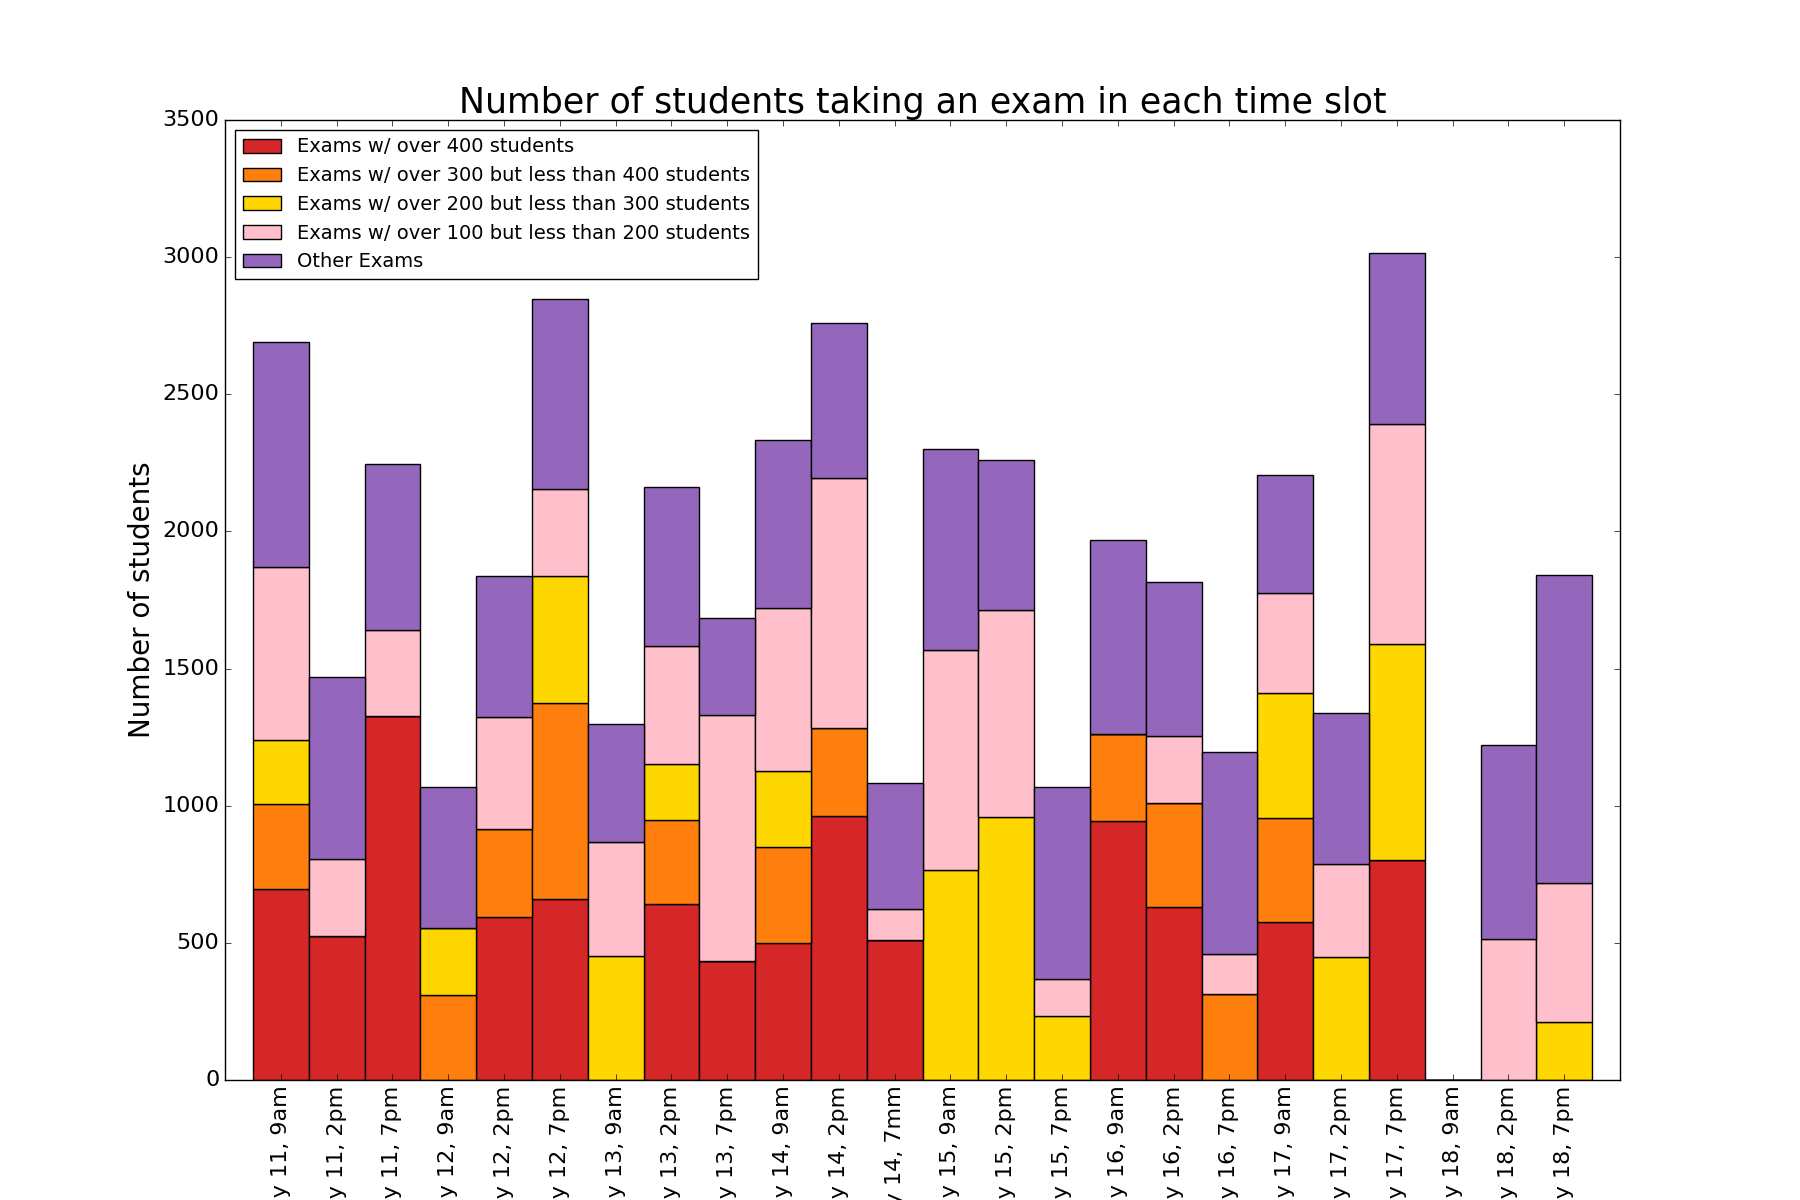 Number of students taking an exam in each time slot
Exams w/ over 400 students
Exams w/ over 300 but less than 400 students
Exams w/ over 200 but less than 300 students
Exams w/ over 100 but less than 200 students
Other Exams
3500
3000
2500
2000
1500
1000
500
0
Number of students
y 11, 9am
y 11, 2pm
y 11, 7pm
y 12, 9am
y 12, 2pm
y 12, 7pm
y 13, 9am
y 13, 2pm
y 13, 7pm
y 14, 9am
y 14, 2pm
y 14, 7mm
y 15, 9am
y 15, 2pm
y 15, 7pm
y 16, 9am
y 16, 2pm
y 16, 7pm
y 17, 9am
y 17, 2pm
y 17, 7pm
y 18, 9am
y 18, 2pm
y 18, 7pm